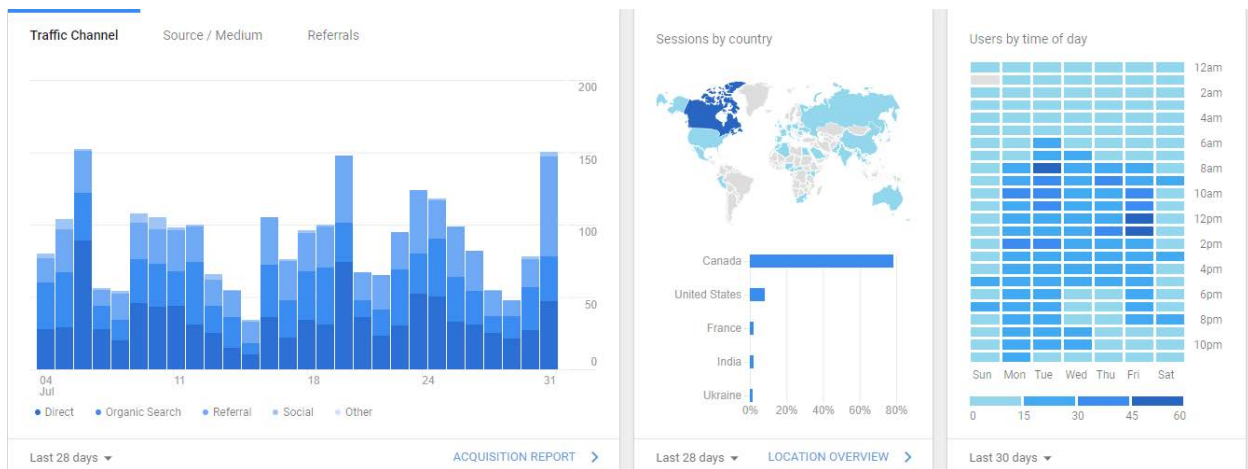 Traffic Channel
Source / Medium
Referrals
200
150
100
50
0
04
Jul
11
18
24
31
Direct
Organic Search
Referral
Social
Other
Last 28 days
ACQUISITION REPORT
Sessions by country
Canada
United States
France
India
Ukraine
0%
20%
40%
60%
80%
Last 28 days
LOCATION OVERVIEW
Users by time of day
12am
2am
4am
6am
8am
10am
12pm
2pm
4pm
6pm
8pm
10pm
Sun Mon Tue Wed Thu Fri Sat
0 15 30 45 60
Last 30 days